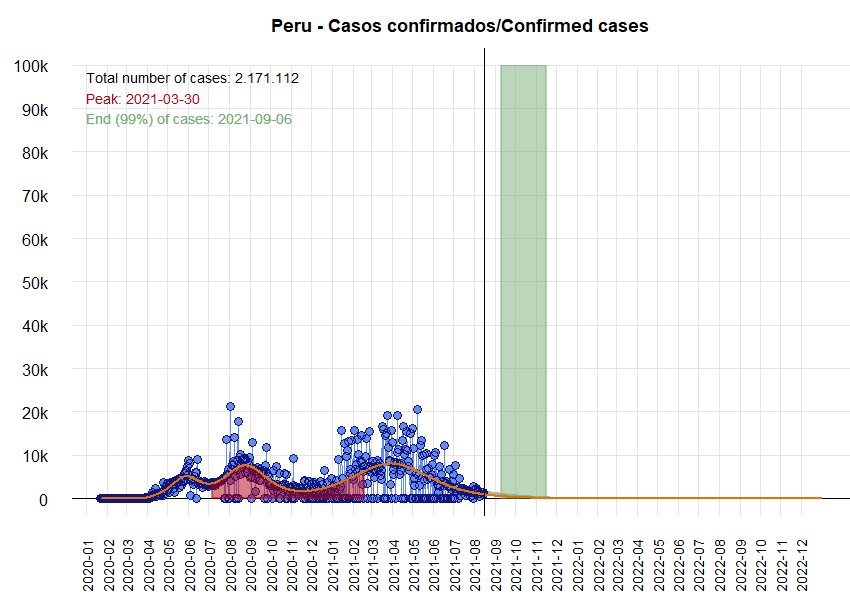 Peru - Casos confirmados/Confirmed cases
100k
90k
80k
70k
60k
50k
40k
30k
20k
10k
0
Total number of cases: 2.171.112
Peak: 2021-03-30
End (99%) of cases: 2021-09-06
2020-01
2020-02
2020-03
2020-04
2020-05
2020-06
2020-07
2020-08
2020-09
2020-10
2020-11
2020-12
2021-01
2021-02
2021-03
2021-04
2021-05
2021-06
2021-07
2021-08
2021-09
2021-10
2021-11
2021-12
2022-01
2022-02
2022-03
2022-04
2022-05
2022-06
2022-07
2022-08
2022-09
2022-10
2022-11
2022-12